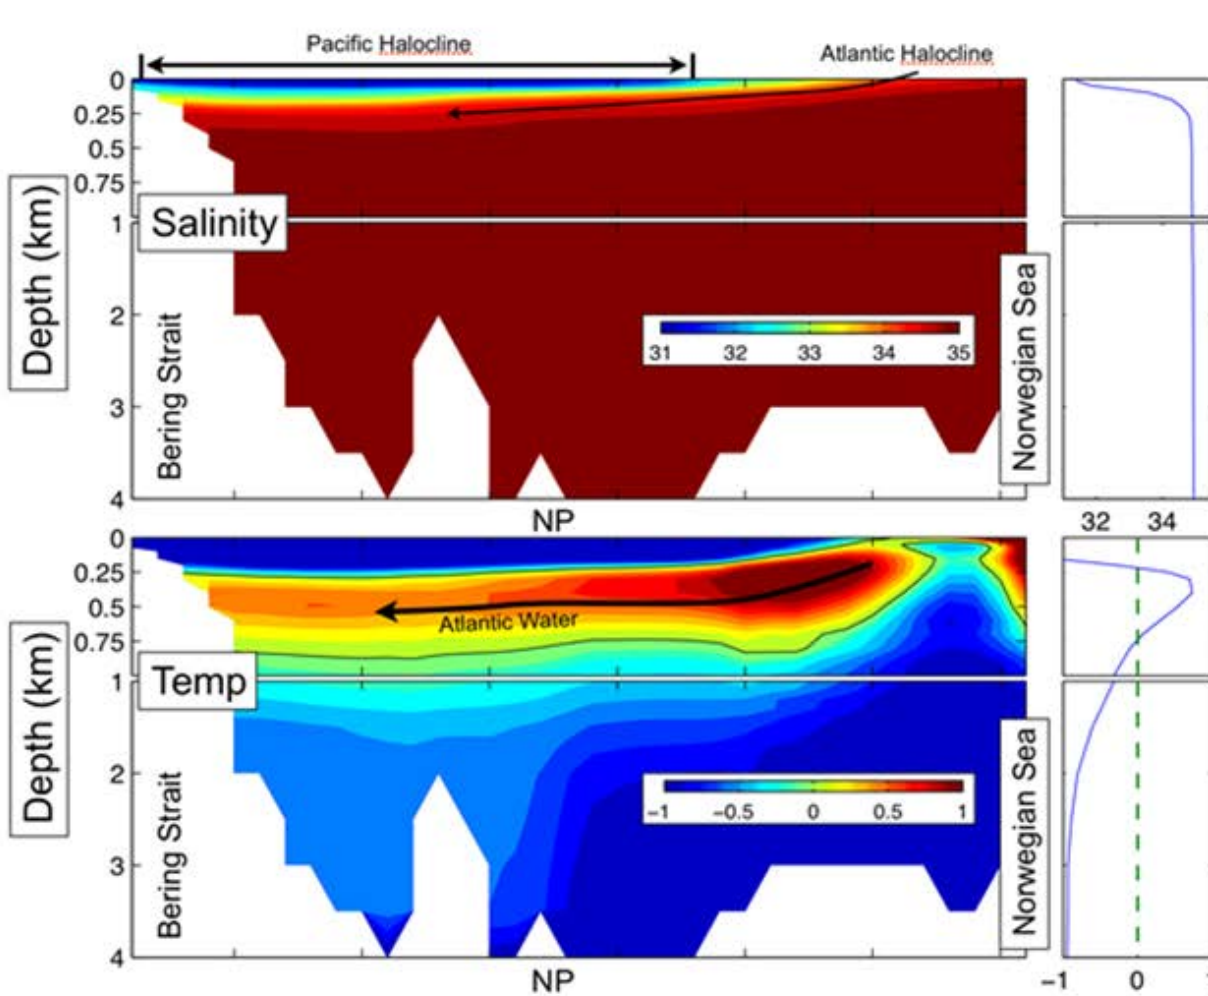 Pacific Halocline
Atlantic Halocline
0
0.25
0.5
0.75
1
2
3
4
Depth (km)
Salinity
Bering Strait
Norwegian Sea
31 32 33 34 35
NP
32 34
0
0.25
0.5
0.75
1
2
3
4
Depth (km)
Atlantic Water
Temp
Bering Strait
Norwegian Sea
−1 −0.5 0 0.5 1
NP
−1 0